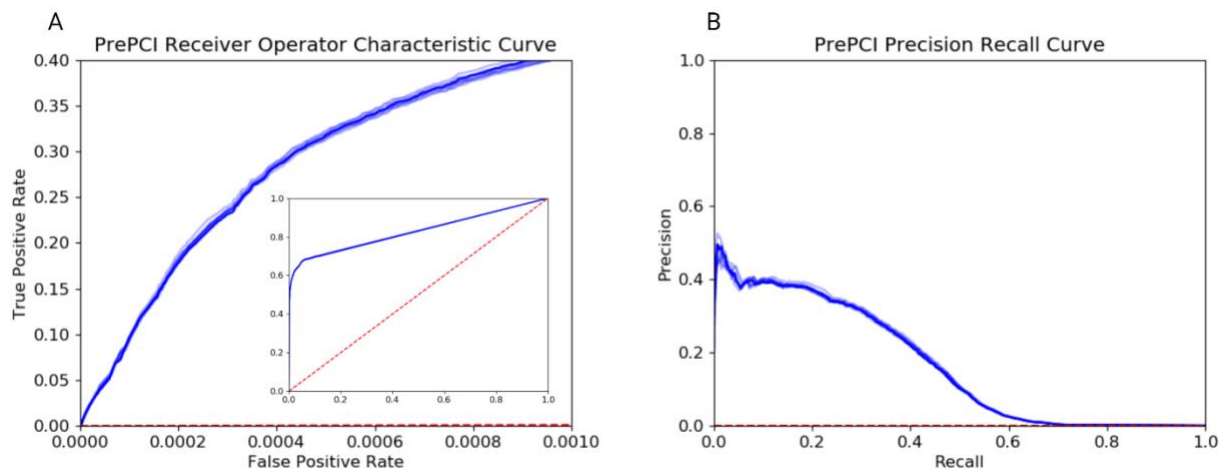 A
PrePCI Receiver Operator Characteristic Curve
0.40
0.35
0.30
0.25
0.20
0.15
0.10
0.05
0.00
True Positive Rate
0.0000 0.0002 0.0004 0.0006 0.0008 0.0010
False Positive Rate
1.0
0.8
0.6
0.4
0.2
0.0
0.0 0.2 0.4 0.6 0.8 1.0
B
PrePCI Precision Recall Curve
1.0
0.8
0.6
0.4
0.2
0.0
Precision
0.0 0.2 0.4 0.6 0.8 1.0
Recall